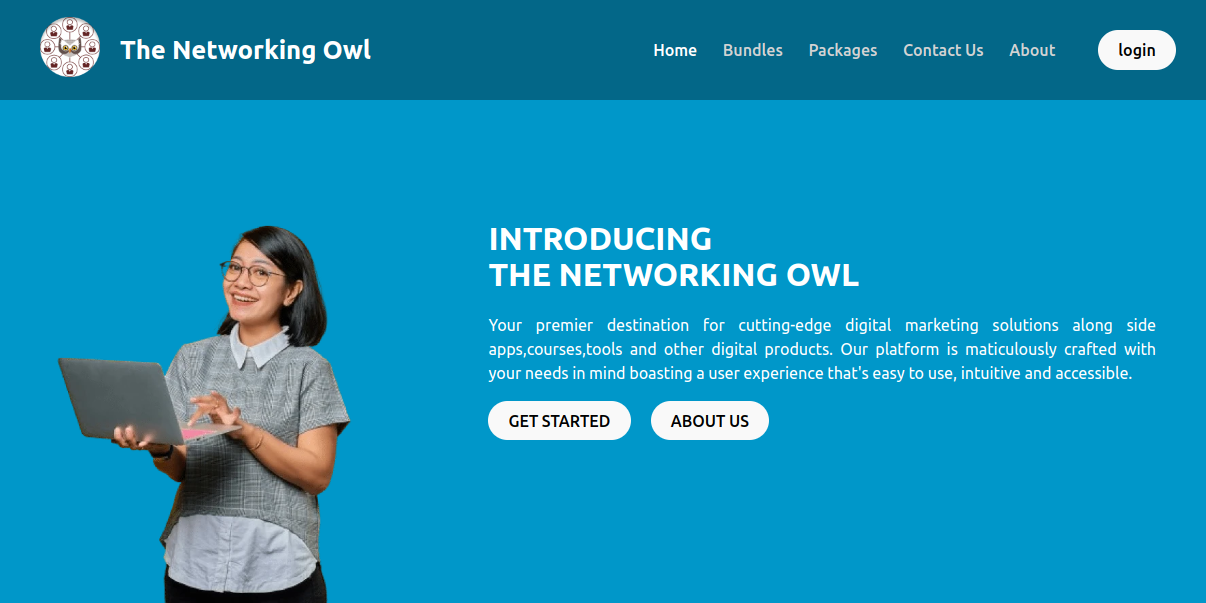 The Networking Owl
Home Bundles Packages Contact Us About login
INTRODUCING
THE NETWORKING OWL
Your premier destination for cutting-edge digital marketing solutions along side
apps,courses,tools and other digital products. Our platform is maticulously crafted with
your needs in mind boasting a user experience that's easy to use, intuitive and accessible.
GET STARTED ABOUT US